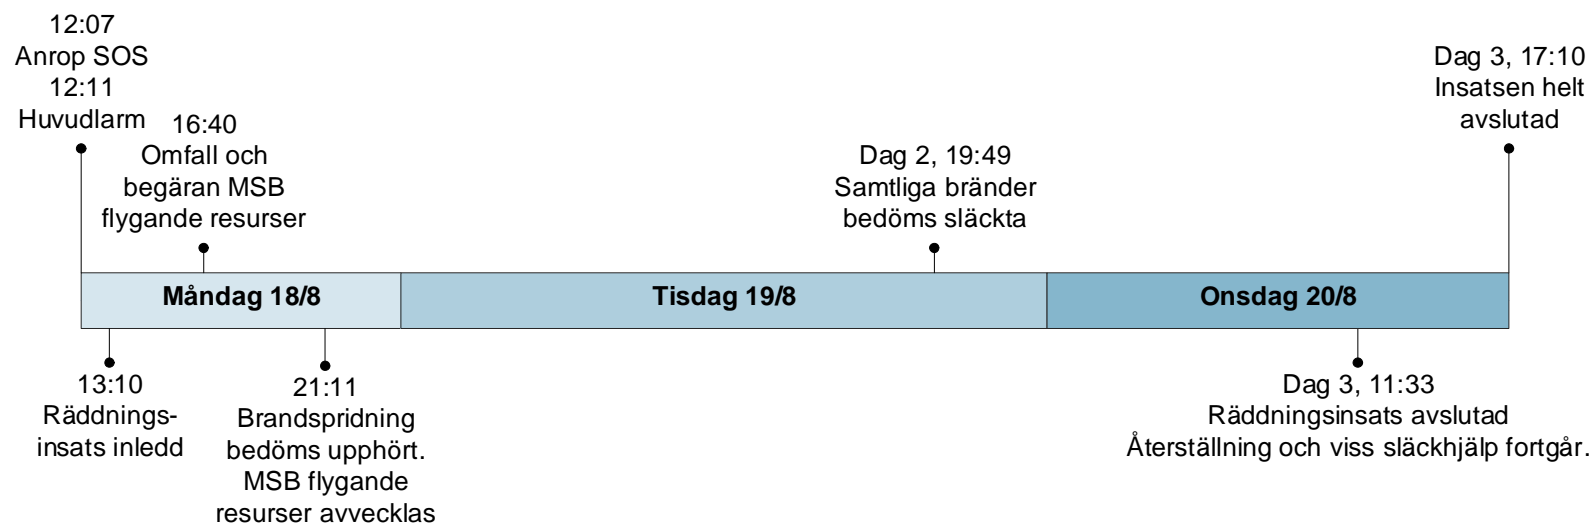 12:07
Anrop SOS
12:11
Huvudlarm
16:40
Omfall och
begäran MSB
flygande resurser
Dag 2, 19:49
Samtliga bränder
bedöms släckta
Dag 3, 17:10
Insatsen helt
avslutad
Måndag 18/8
Tisdag 19/8
Onsdag 20/8
13:10
Räddnings-
insats inledd
21:11
Brandspridning
bedöms upphört.
MSB flygande
resurser avvecklas
Dag 3, 11:33
Räddningsinsats avslutad
Återställning och viss släckhjälp fortgår.